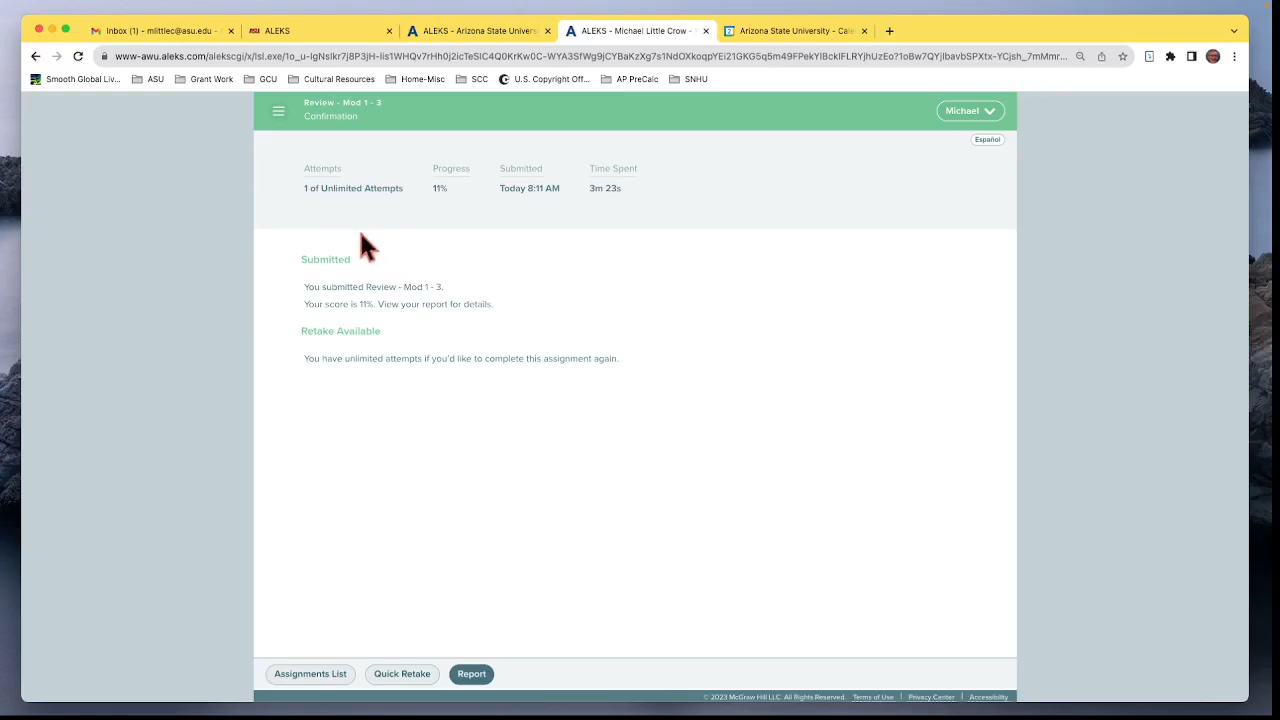 Inbox (3) - mlittlec@asu.edu -
ALEKS
ALEKS - Arizona State Univers
ALEKS - Michael Little Crow -
Arizona State University - Cale
Smooth Global Liv...
ASU
Grant Work
GCU
Cultural Resources
Home-Misc
SCC
U.S. Copyright Off...
AP PreCalc
SNHU
Review - Mod 1 - 3
Confirmation
Michael
Español
Attempts Progress Submitted Time Spent
1 of Unlimited Attempts 11% Today 8:11 AM 3m 23s
Submitted
You submitted Review - Mod 1 - 3.
Your score is 11%. View your report for details.
Retake Available
You have unlimited attempts if you'd like to complete this assignment again.
Assignments List Quick Retake Report
© 2023 McGraw Hill LLC. All Rights Reserved. Terms of Use | Privacy Center | Accessibility